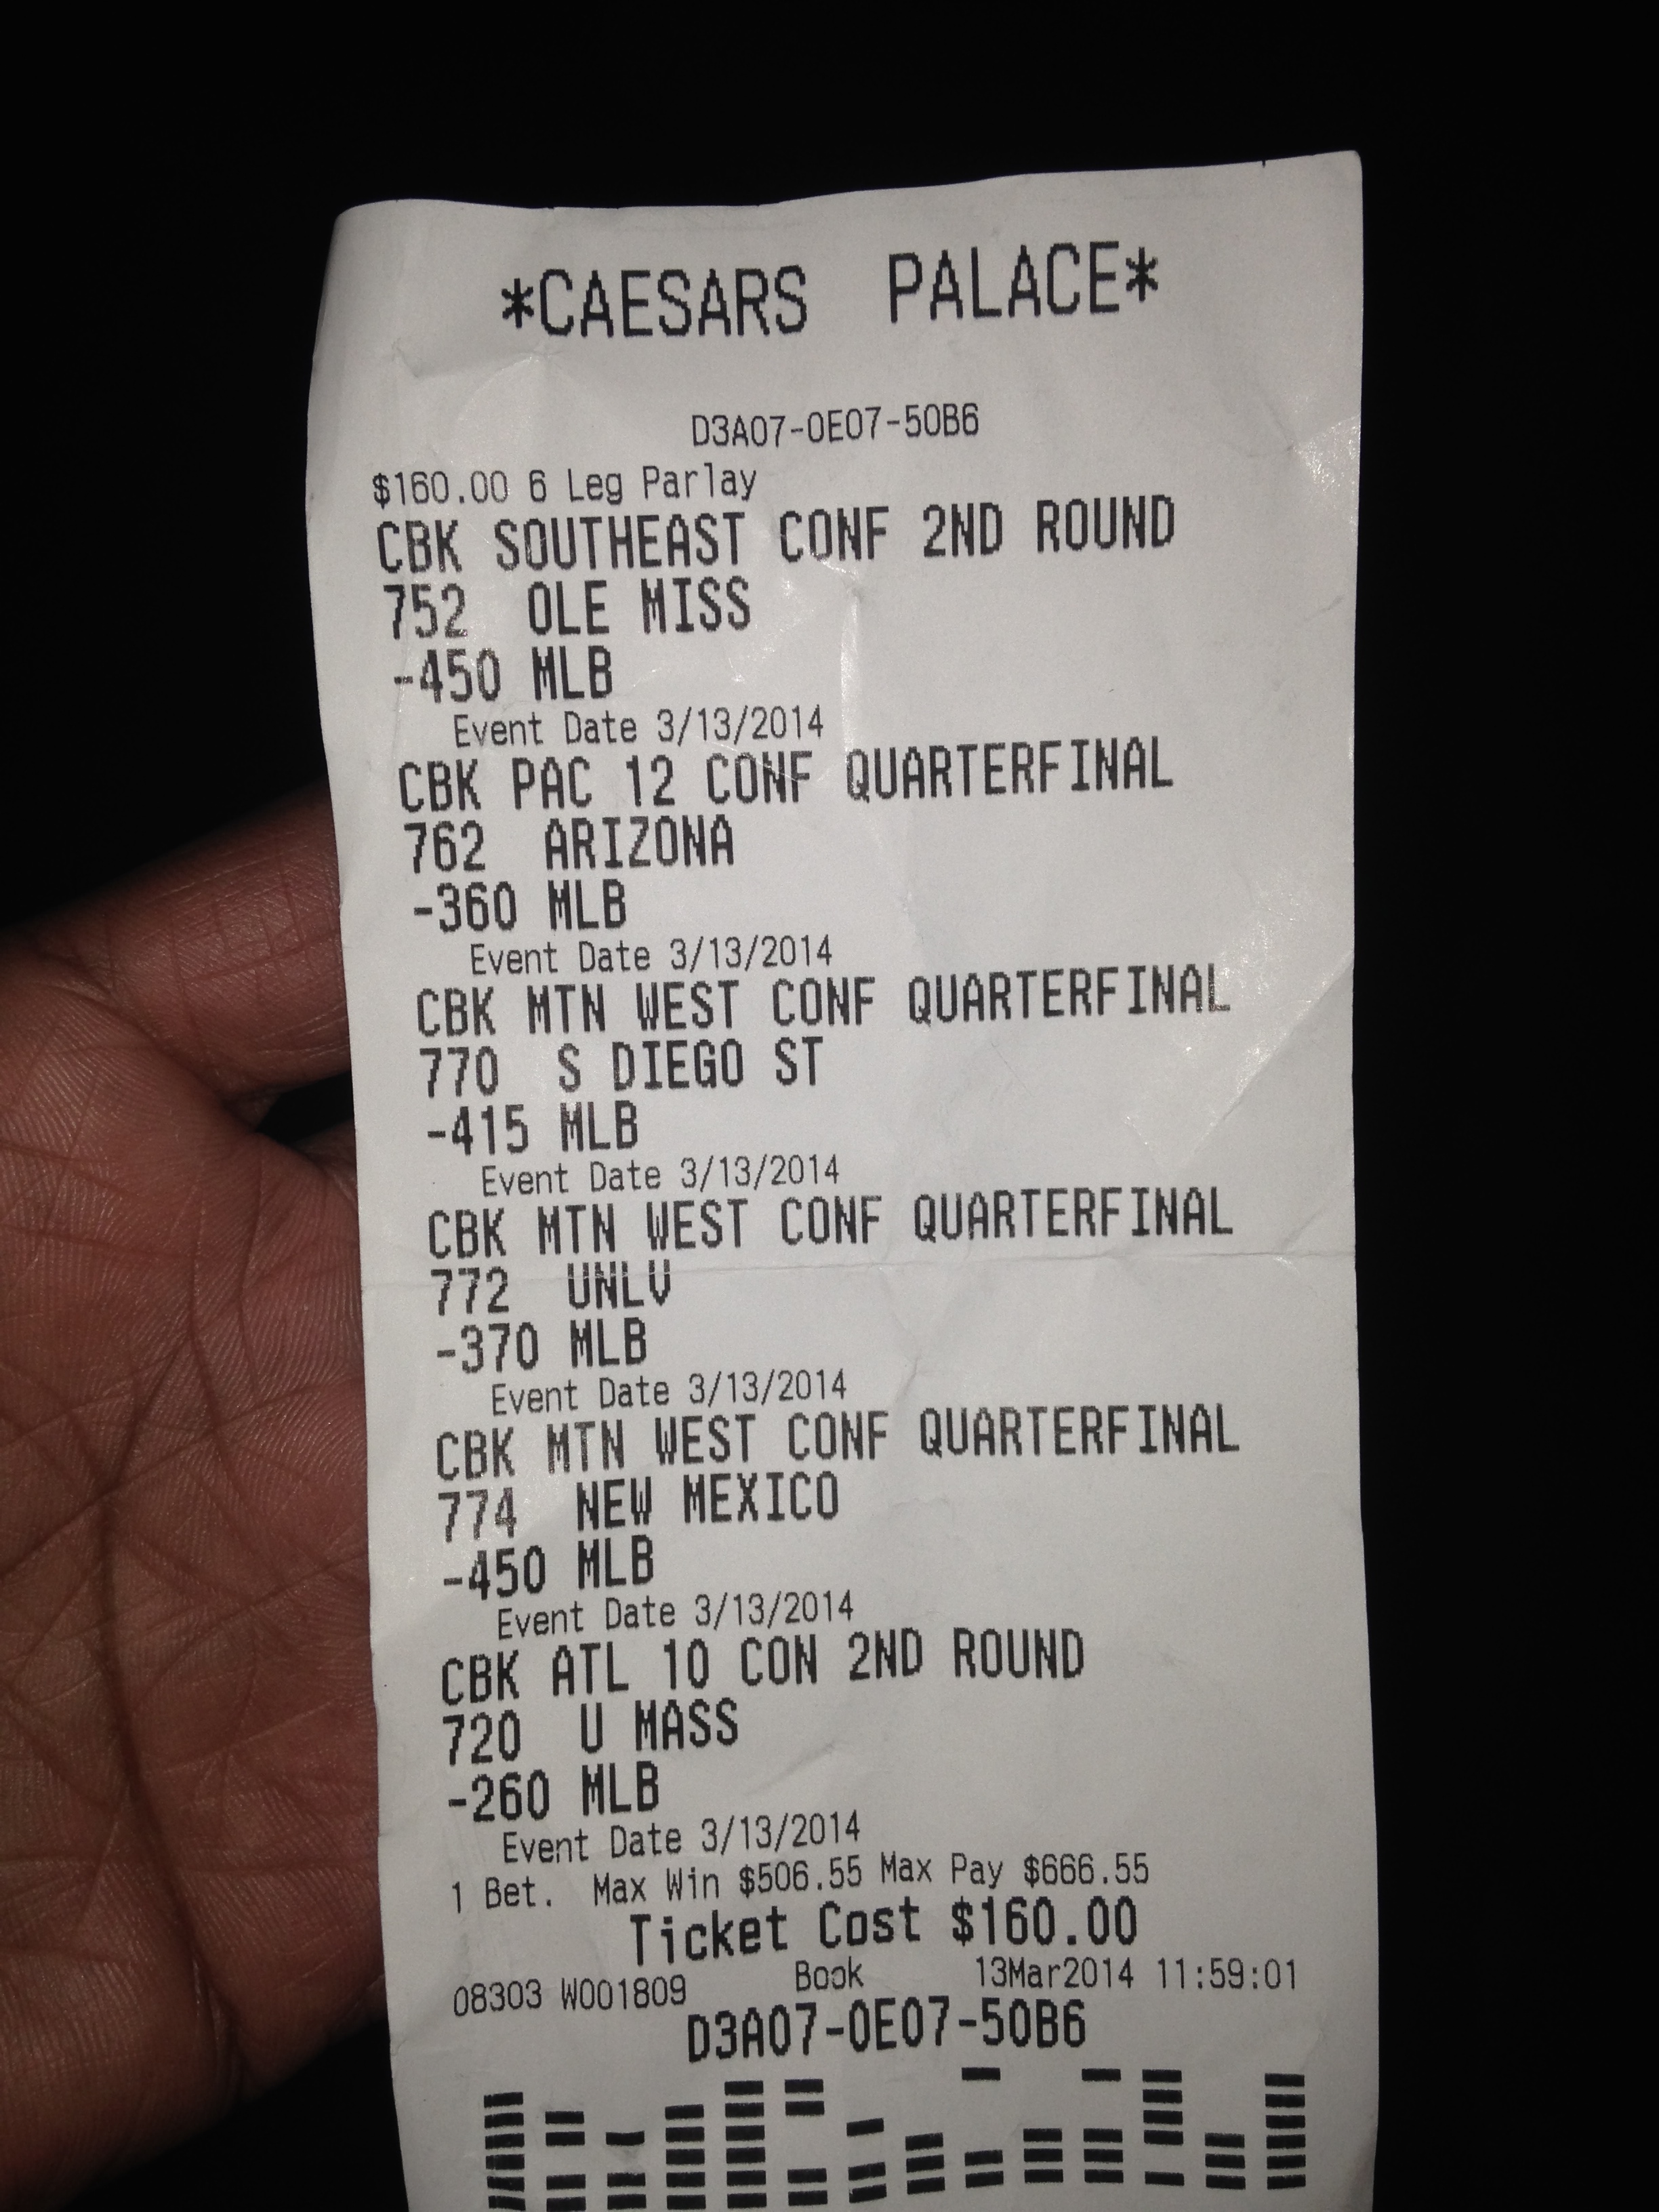 *CAESARS PALACE*
D3A07-0E07-50B6
$160.00 6 Leg Parlay
CBK SOUTHEAST CONF 2ND ROUND
752 OLE MISS
-450 MLB
Event Date 3/13/2014
CBK PAC 12 CONF QUARTERFINAL
762 ARIZONA
-360 MLB
Event Date 3/13/2014
CBK MTN WEST CONF QUARTERFINAL
770 S DIEGO ST
-415 MLB
Event Date 3/13/2014
CBK MTN WEST CONF QUARTERFINAL
772 UNLV
-370 MLB
Event Date 3/13/2014
CBK MTN WEST CONF QUARTERFINAL
774 NEW MEXICO
-450 MLB
Event Date 3/13/2014
CBK ATL 10 CON 2ND ROUND
720 U MASS
-260 MLB
Event Date 3/13/2014
1 Bet. Max Win $506.55 Max Pay $666.55
Ticket Cost $160.00
08303 W001809 Book 13Mar2014 11:59:01
D3A07-0E07-50B6